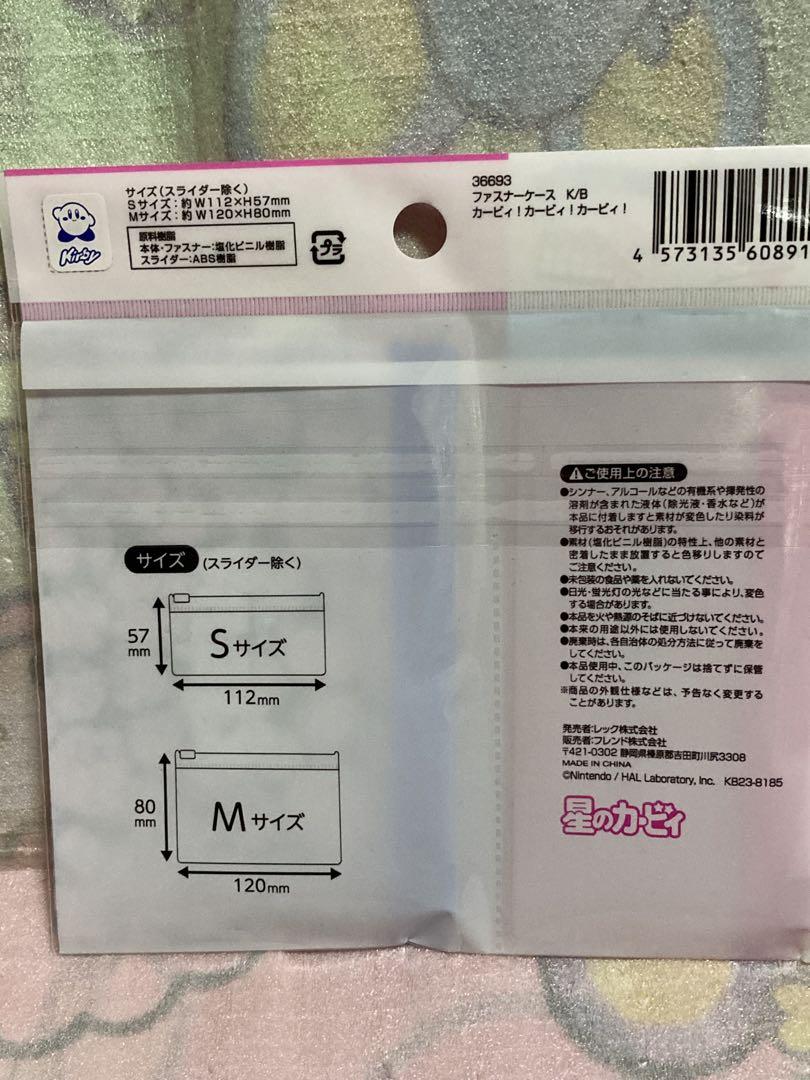 Kirby
サイズ(スライダー除く)
Sサイズ:約 W112×H57mm
Mサイズ:約 W120×H80mm
原料樹脂
本体・ファスナー:塩化ビニル樹脂
スライダー:ABS樹脂
プラ
36693
ファスナーケース K/B
カービィ!カービィ!カービィ!
4 573135 60891
サイズ (スライダー除く)
57
mm
Sサイズ
112mm
80
mm
Mサイズ
120mm
ご使用上の注意
●シンナー、アルコールなどの有機系や揮発性の
溶剤が含まれた液体(除光液・香水など)が
本品に付着しますと素材が変色したり染料が
移行するおそれがあります。
●素材(塩化ビニル樹脂)の特性上、他の素材と
密着したまま放置すると色移りしますので
ご注意ください。
●未包装の食品や薬を入れないでください。
●日光・蛍光灯の光などに当たる事により、変色
する場合があります。
●本品を火や熱源のそばに近づけないでください。
●本来の用途以外には使用しないでください。
●廃棄時は、各自治体の処分方法に従って廃棄を
してください。
●本品使用中、このパッケージは捨てずに保管
してください。
※商品の外観仕様などは、予告なく変更する
ことがあります。
発売者:レック株式会社
販売者:フレンド株式会社
〒421-0302 静岡県榛原郡吉田町川尻3308
MADE IN CHINA
©Nintendo / HAL Laboratory, Inc. KB23-8185
星のカービィ